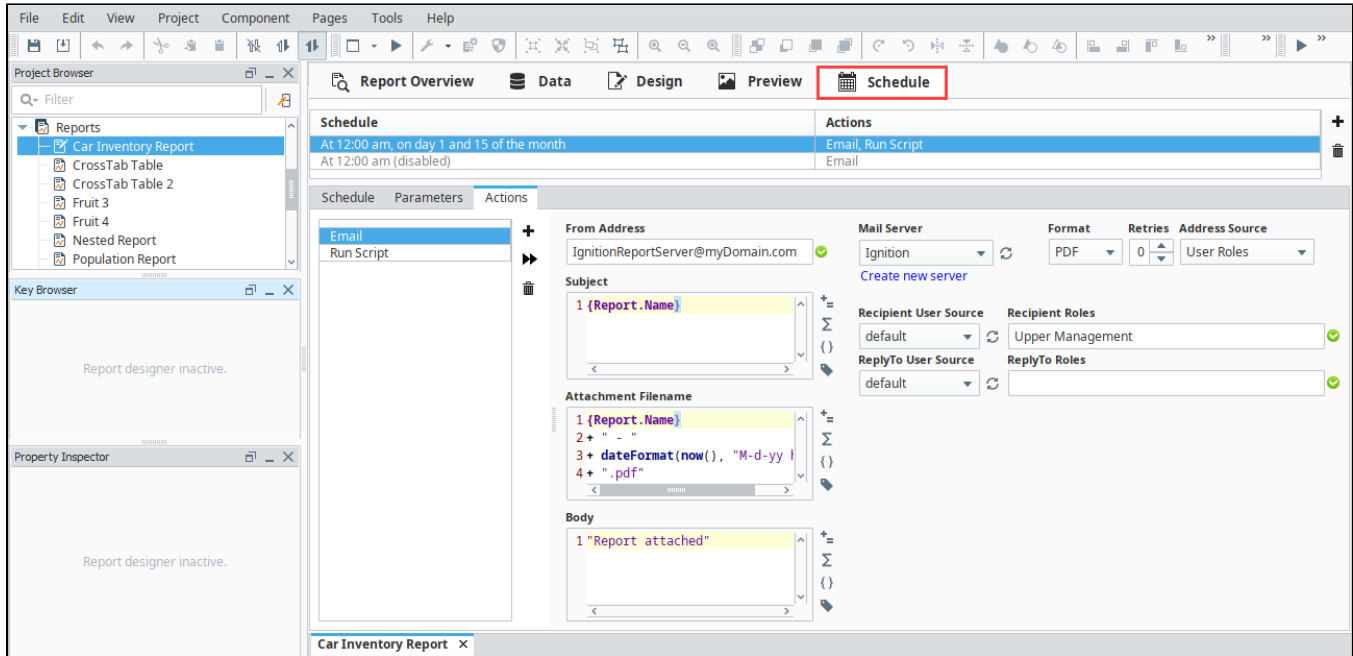 File Edit View Project Component Pages Tools Help
Project Browser
Filter
Reports
Car Inventory Report
CrossTab Table
CrossTab Table 2
Fruit 3
Fruit 4
Nested Report
Population Report
Key Browser
Report designer inactive.
Property Inspector
Report designer inactive.
Report Overview Data Design Preview Schedule
Schedule Actions
At 12:00 am, on day 1 and 15 of the month Email, Run Script
At 12:00 am (disabled) Email
Schedule Parameters Actions
Email
Run Script
From Address
IgnitionReportServer@myDomain.com
Subject
1 {Report.Name}
Attachment Filename
1 {Report.Name}
2 + " - "
3 + dateFormat(now(), "M-d-yy
4 + ".pdf"
Body
1 "Report attached"
Mail Server Format Retries Address Source
Ignition PDF 0 User Roles
Create new server
Recipient User Source Recipient Roles
default Upper Management
ReplyTo User Source ReplyTo Roles
default
Car Inventory Report ×